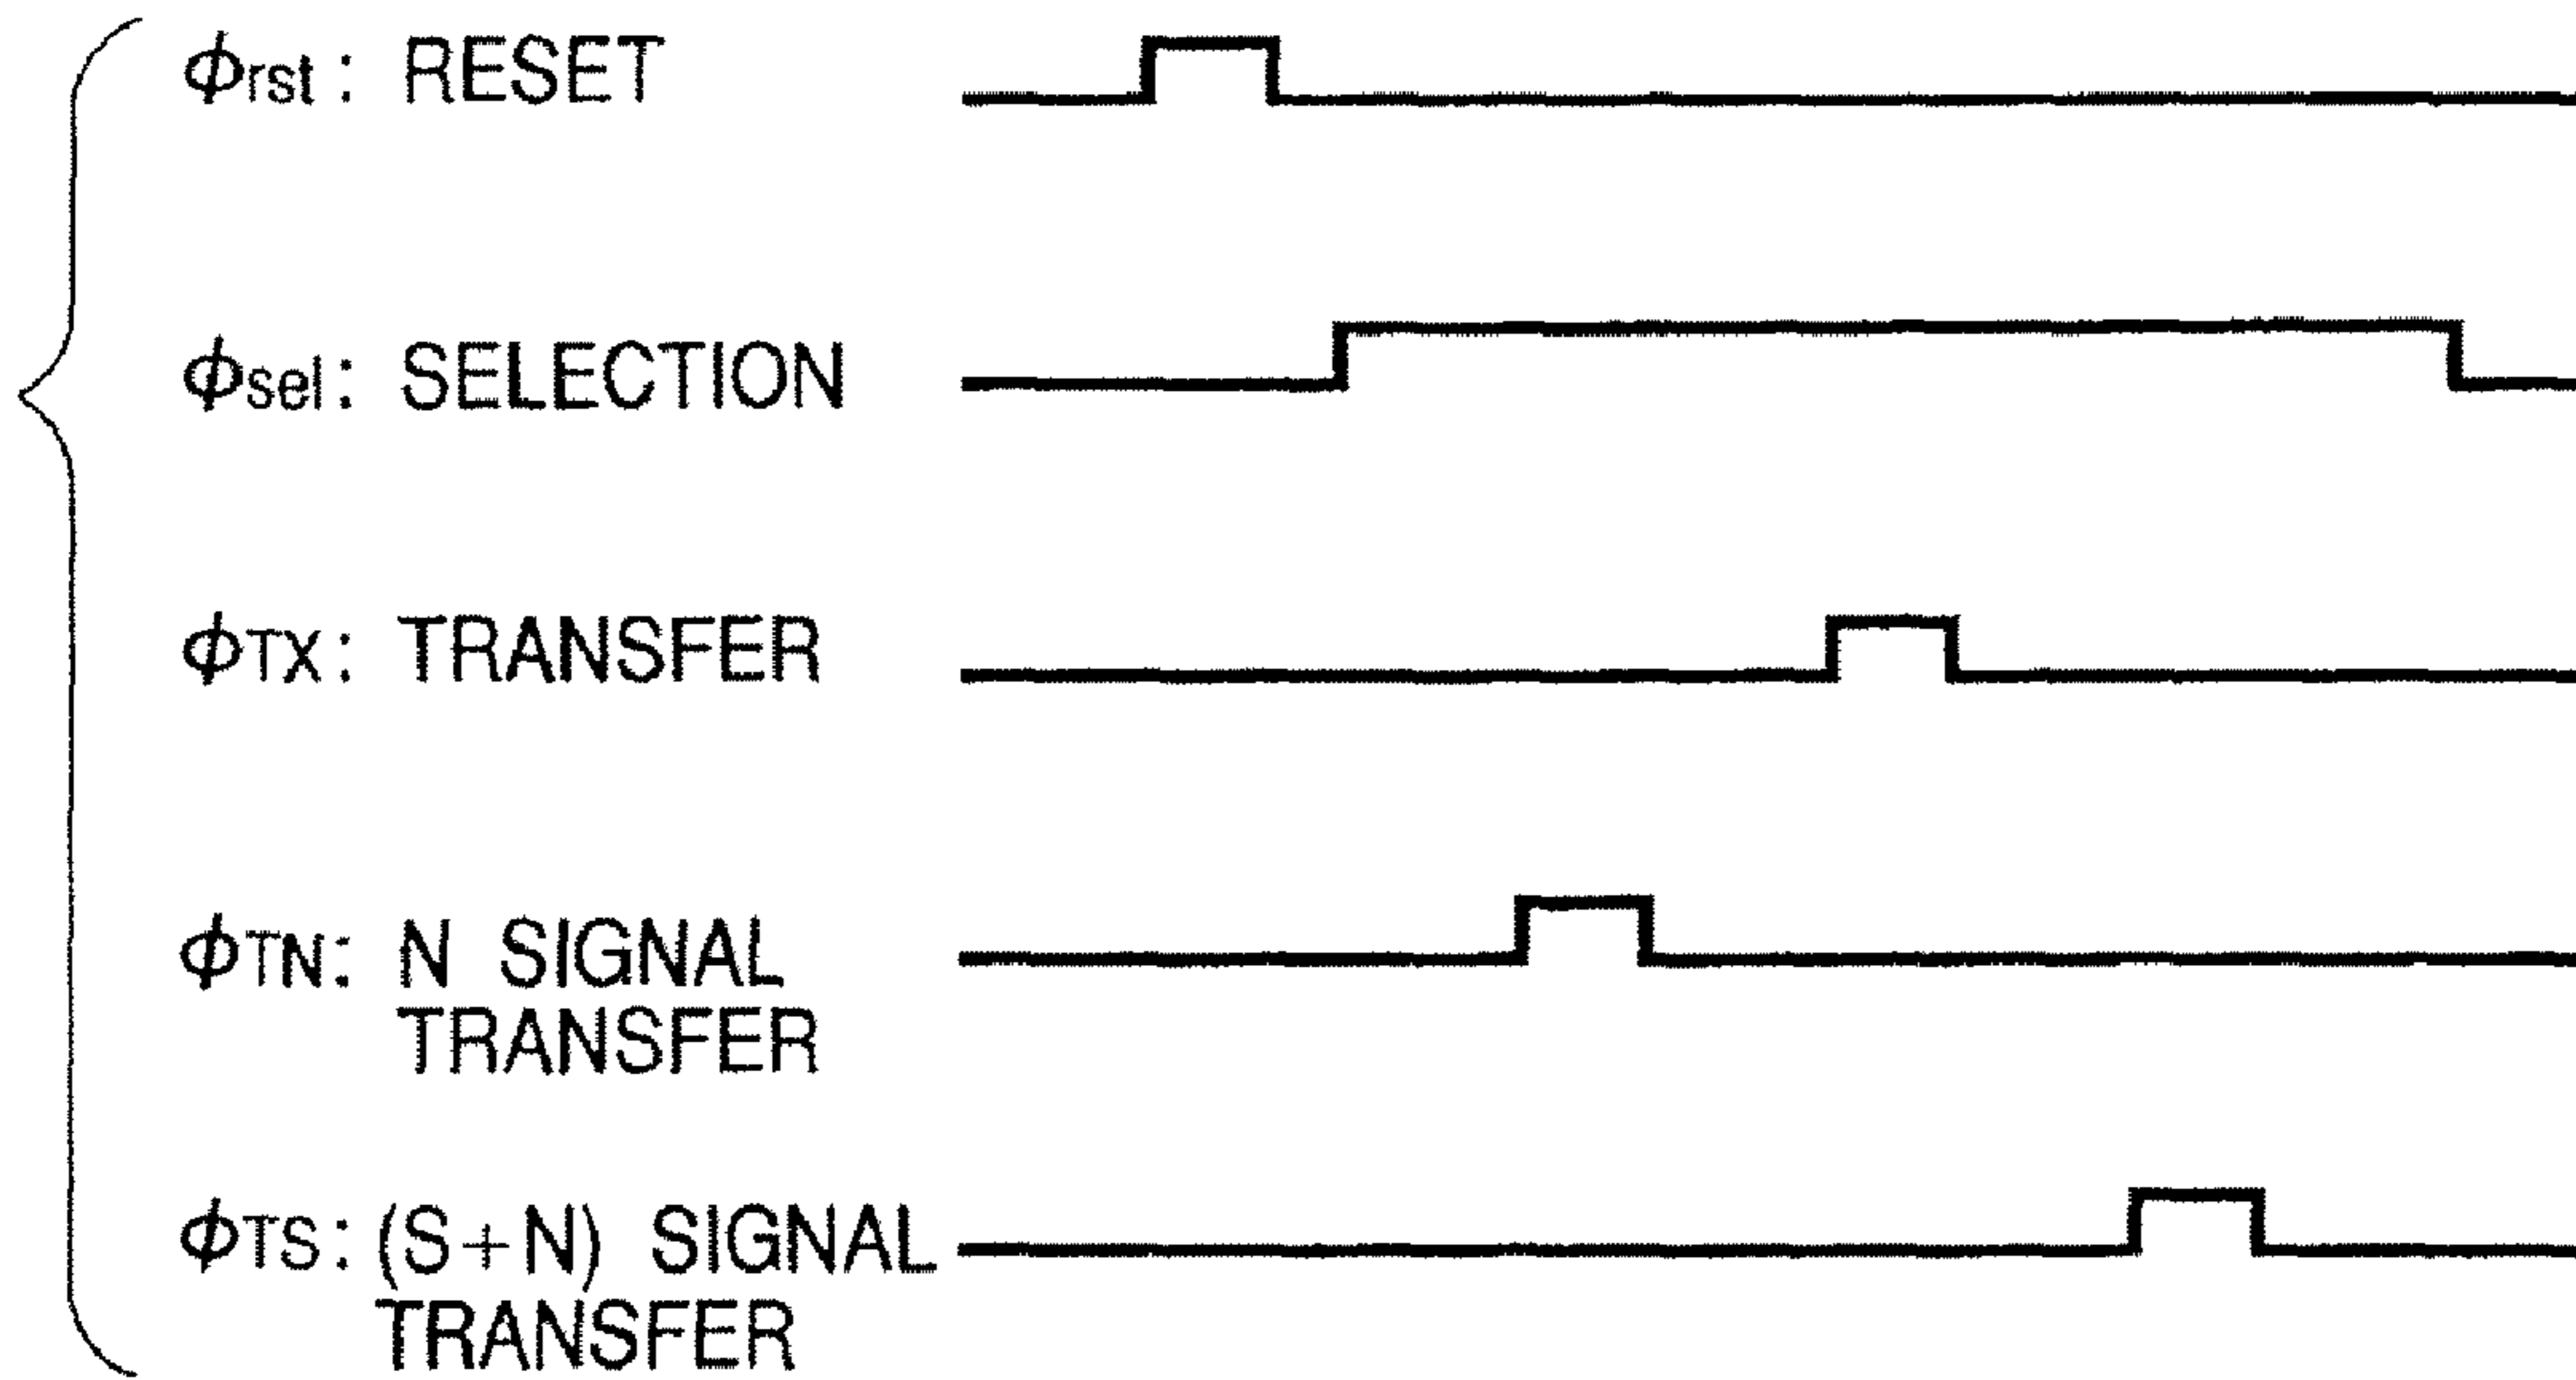 ϕrst: RESET
ϕsel: SELECTION
ϕTX: TRANSFER
ϕTN: N SIGNAL
TRANSFER
ϕTS: (S+N) SIGNAL
TRANSFER